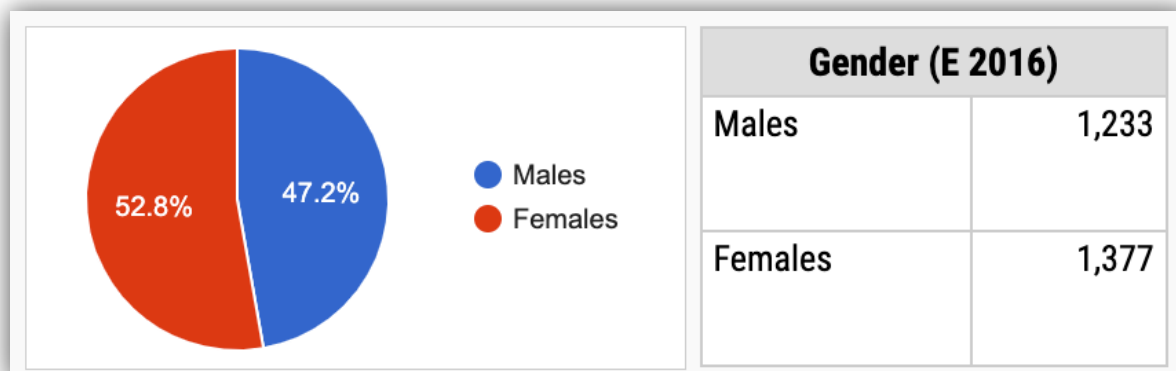 52.8%
47.2%
Males
Females
Gender (E 2016)
Males 1,233
Females 1,377